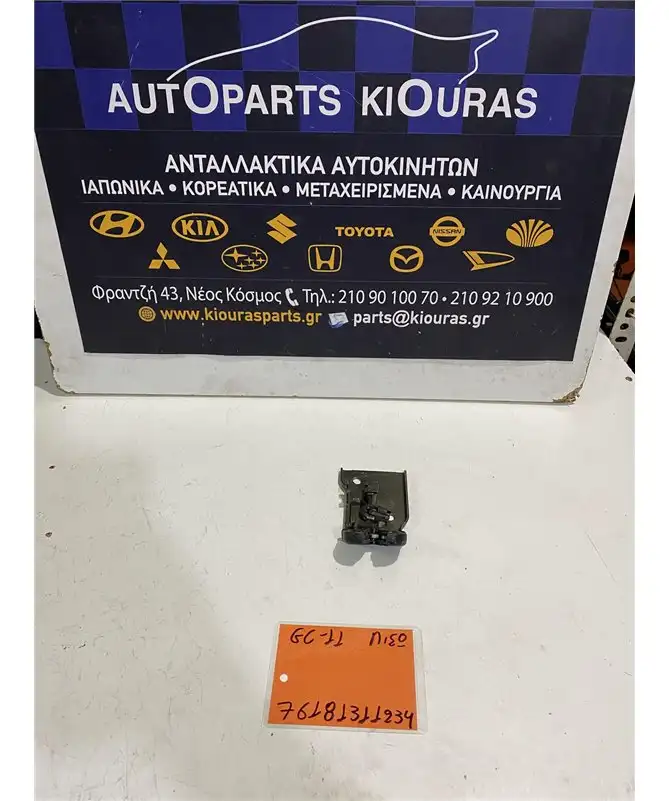 AUTOPARTS KIOURAS
ΑΝΤΑΛΛΑΚΤΙΚΑ ΑΥΤΟΚΙΝΗΤΩΝ
ΙΑΠΩΝΙΚΑ • ΚΟΡΕΑΤΙΚΑ • ΜΕΤΑΧΕΙΡΙΣΜΕΝΑ • ΚΑΙΝΟΥΡΓΙΑ
KIA TOYOTA NISSAN
Φραντζή 43, Νέος Κόσμος Τηλ.: 210 90 100 70 • 210 92 10 900
www.kiourasparts.gr parts@kiouras.gr
GC-11 ΠΙΣΩ
76181311234